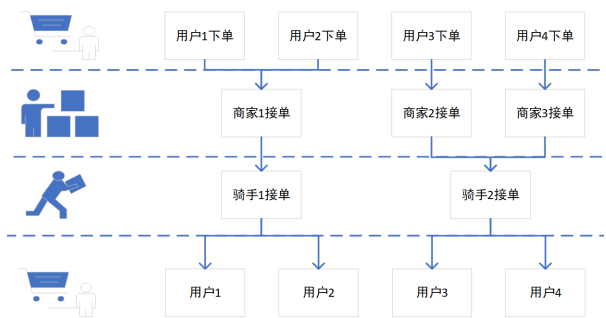 用户1下单
用户2下单
用户3下单
用户4下单
商家1接单
商家2接单
商家3接单
骑手1接单
骑手2接单
用户1
用户2
用户3
用户4